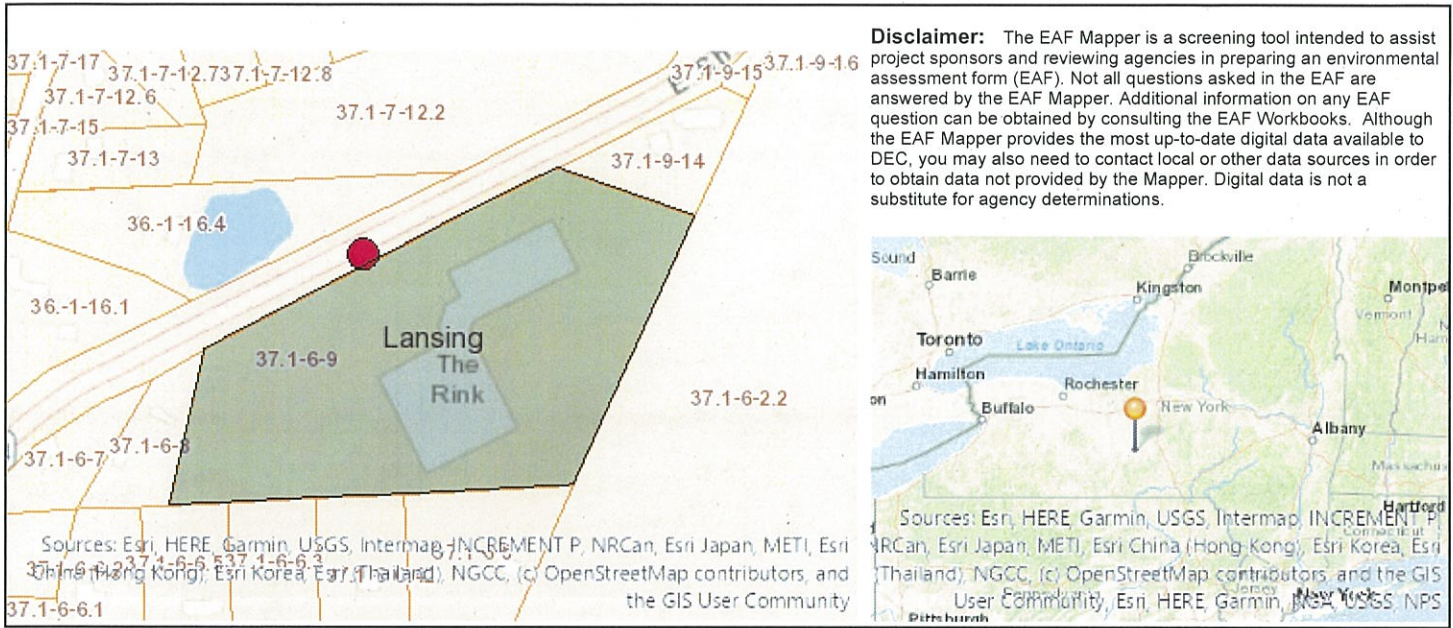 37.1-7-17
37.1-7-12.7
37.1-7-12.8
37.1-7-12.6
37.1-7-12.2
37.1-7-15
37.1-7-13
37.1-9-15
37.1-9-16
37.1-9-14
36.-1-16.4
36.-1-16.1
Lansing
37.1-6-9
The
Rink
37.1-6-2.2
37.1-6-8
37.1-6-7
37.1-6-6.1
Sources: Esri, HERE, Garmin, USGS, Intermap, INCREMENT P, NRCan, Esri Japan, METI, Esri
China (Hong Kong), Esri Korea, Esri (Thailand), NGCC, (c) OpenStreetMap contributors, and
the GIS User Community
Disclaimer: The EAF Mapper is a screening tool intended to assist
project sponsors and reviewing agencies in preparing an environmental
assessment form (EAF). Not all questions asked in the EAF are
answered by the EAF Mapper. Additional information on any EAF
question can be obtained by consulting the EAF Workbooks. Although
the EAF Mapper provides the most up-to-date digital data available to
DEC, you may also need to contact local or other data sources in order
to obtain data not provided by the Mapper. Digital data is not a
substitute for agency determinations.
Sound
Barrie
Brockville
Kingston
Montpel
Vermont
Ham
Toronto
Lake Ontario
Hamilton
Rochester
on
Buffalo
New York
Albany
Massachus
Hartford
Connecticut
Sources: Esri, HERE, Garmin, USGS, Intermap, INCREMENT P,
NRCan, Esri Japan, METI, Esri China (Hong Kong), Esri Korea, Esri
(Thailand), NGCC, (c) OpenStreetMap contributors, and the GIS
User Community, Esri, HERE, Garmin, NGA, USGS, NPS
Pennsylvania
Jersey
New York
Pittsburgh